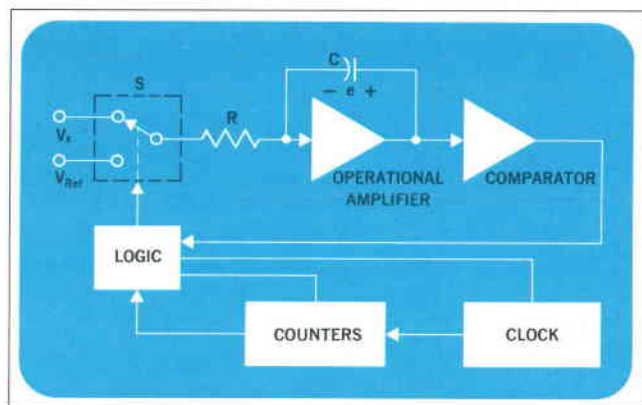 S
C
− e +
R
Vx
VRef
OPERATIONAL
AMPLIFIER
COMPARATOR
LOGIC
COUNTERS
CLOCK